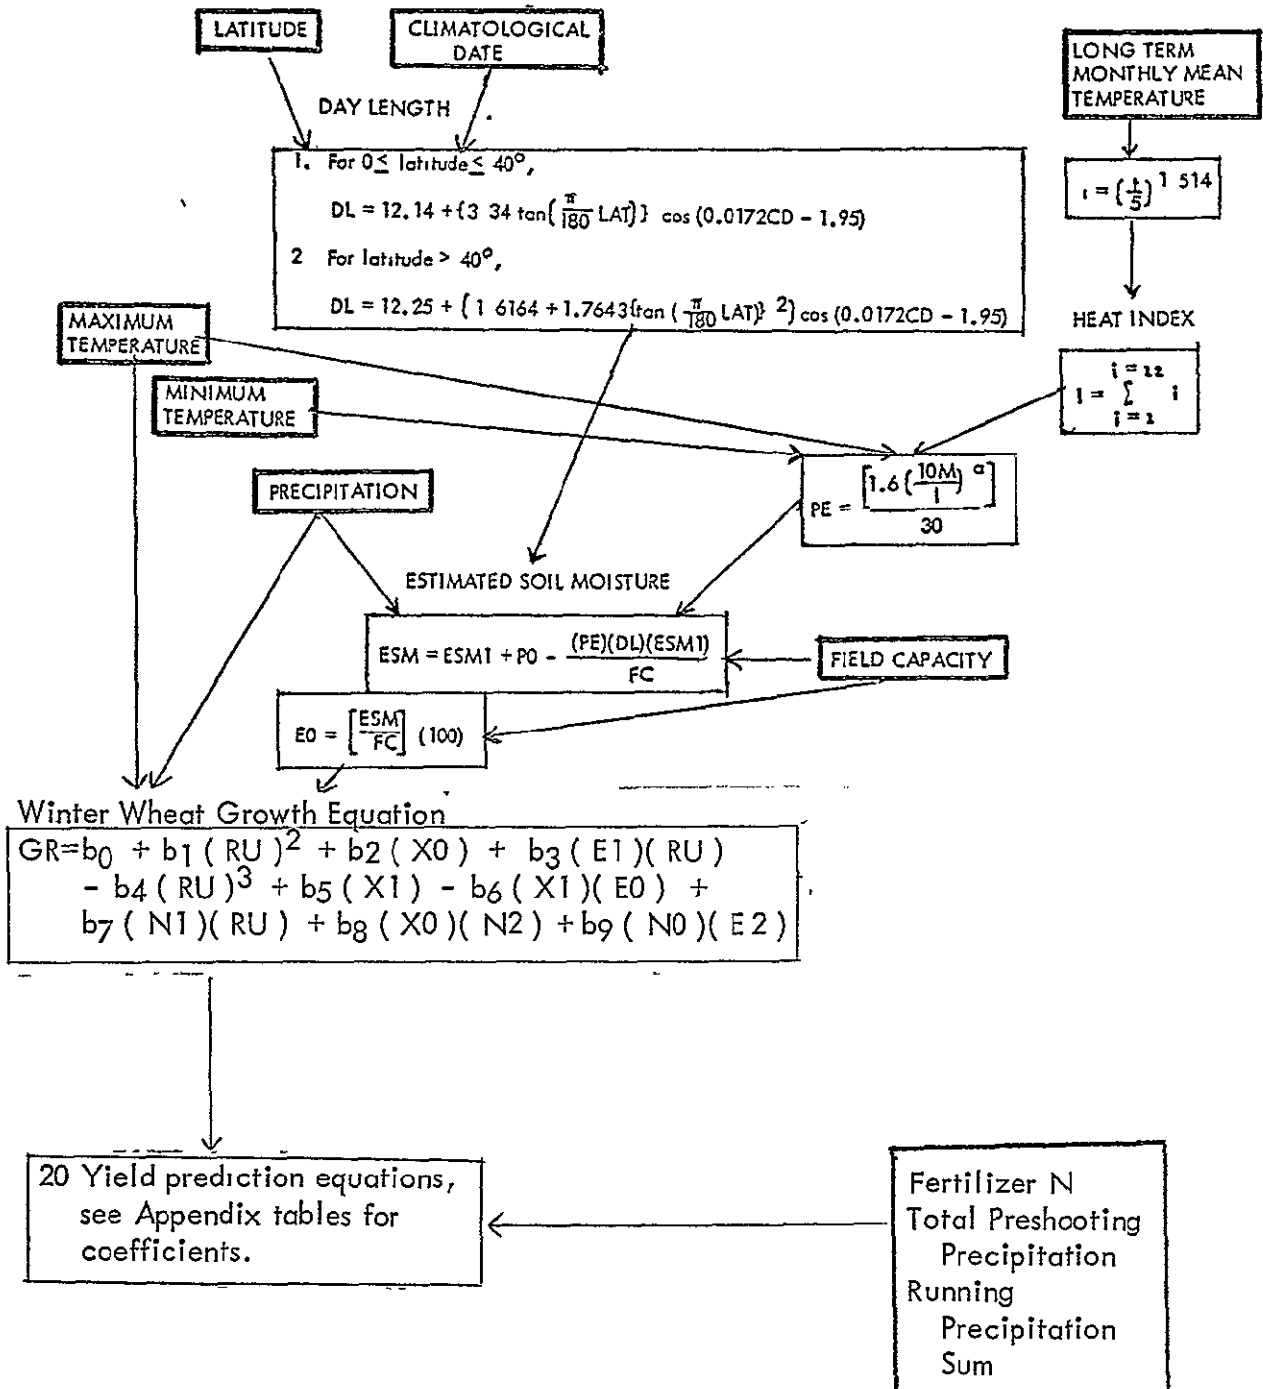 LATITUDE
CLIMATOLOGICAL
DATE
LONG TERM
MONTHLY MEAN
TEMPERATURE
DAY LENGTH
1. For 0≤ latitude ≤ 40°,
DL = 12.14 + {3 34 tan(π/180 LAT)} cos (0.0172CD – 1.95)
2 For latitude > 40°,
DL = 12.25 + {1 6164 + 1.7643{tan (π/180 LAT)} 2} cos (0.0172CD – 1.95)
ı = (t/5) 1 514
HEAT INDEX
I = Σ i
i = 12
i = 1
MAXIMUM
TEMPERATURE
MINIMUM
TEMPERATURE
PRECIPITATION
PE = [1.6 (10M/I) a] / 30
ESTIMATED SOIL MOISTURE
ESM = ESM1 + P0 – (PE)(DL)(ESM1) / FC
FIELD CAPACITY
E0 = [ESM/FC] (100)
Winter Wheat Growth Equation
GR=b0 + b1 ( RU )2 + b2 ( X0 ) + b3 ( E1 )( RU )
– b4 ( RU )3 + b5 ( X1 ) – b6 ( X1 )( E0 ) +
b7 ( N1 )( RU ) + b8 ( X0 )( N2 ) +b9 ( N0 )( E2 )
20 Yield prediction equations,
see Appendix tables for
coefficients.
Fertilizer N
Total Preshooting
Precipitation
Running
Precipitation
Sum